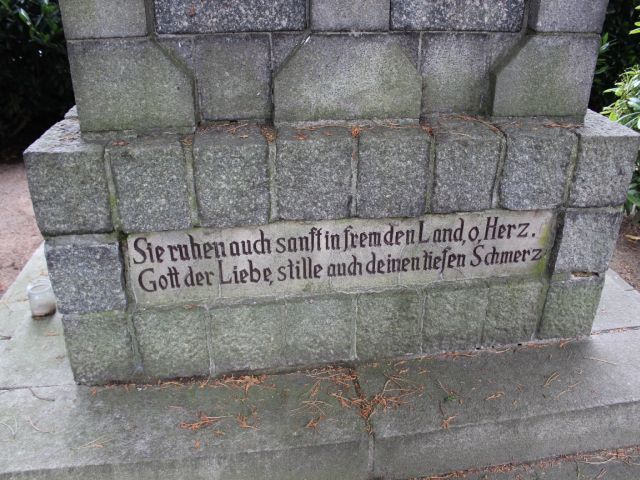 Sie ruhen auch sanft in fremden Land, o Herz.
Gott der Liebe, stille auch deinen tiefen Schmerz.